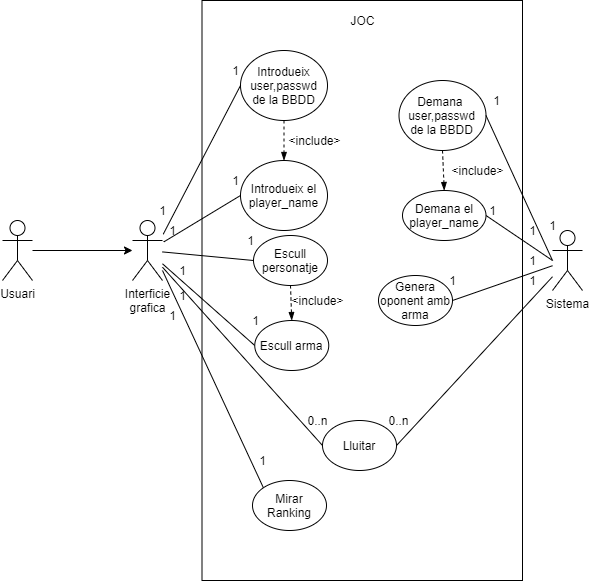 JOC
Introdueix
user,passwd
de la BBDD
1
1
<include>
Introdueix el
player_name
1
1
Escull
personatje
1
<include>
Escull arma
1
1
1
1
Usuari
Interficie
grafica
Demana
user,passwd
de la BBDD
1
1
<include>
Demana el
player_name
1
1
Genera
oponent amb
arma
1
1
1
Sistema
0..n
0..n
Lluitar
1
Mirar
Ranking